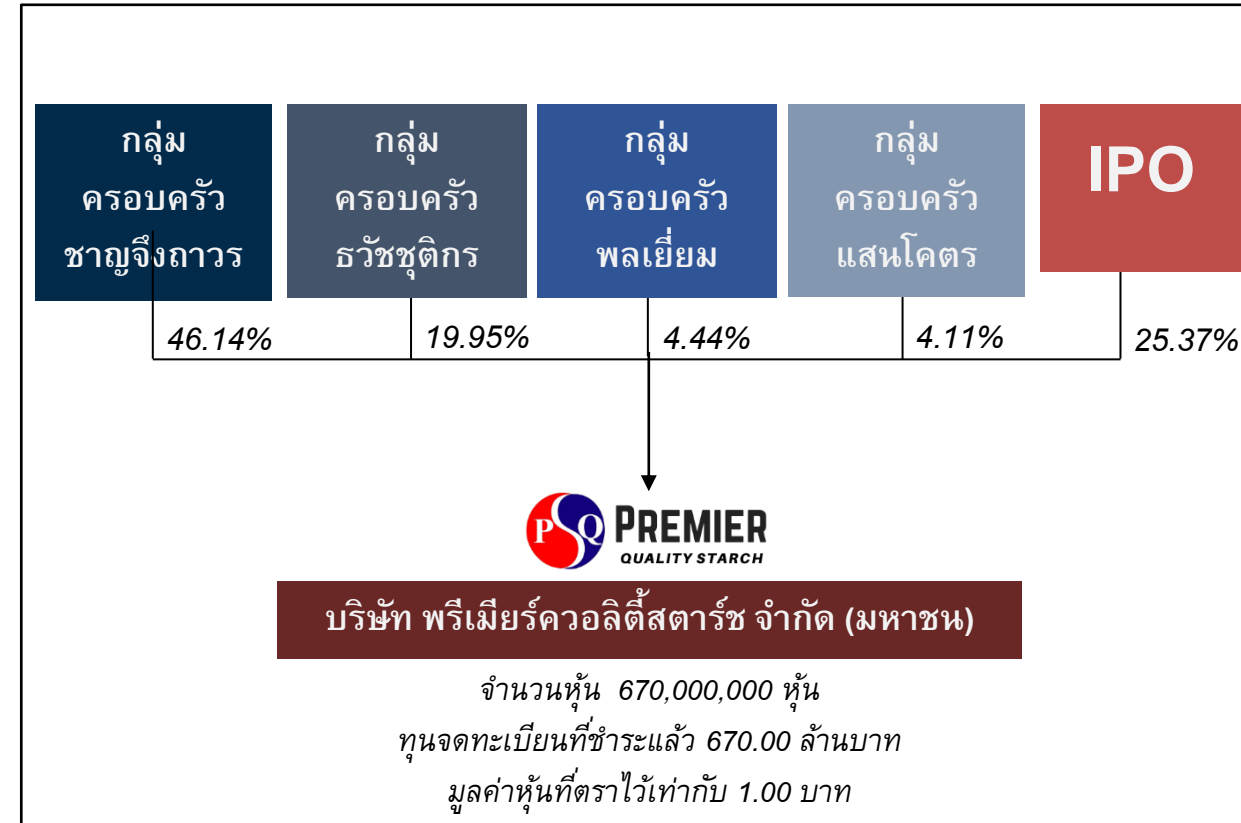 กลุ่ม
ครอบครัว
ชาญจึงถาวร
กลุ่ม
ครอบครัว
ธวัชชุติกร
กลุ่ม
ครอบครัว
พลเยี่ยม
กลุ่ม
ครอบครัว
แสนโคตร
IPO
46.14%
19.95%
4.44%
4.11%
25.37%
PSQ PREMIER
QUALITY STARCH
บริษัท พรีเมียร์ควอลิตี้สตาร์ช จำกัด (มหาชน)
จำนวนหุ้น 670,000,000 หุ้น
ทุนจดทะเบียนที่ชำระแล้ว 670.00 ล้านบาท
มูลค่าหุ้นที่ตราไว้เท่ากับ 1.00 บาท